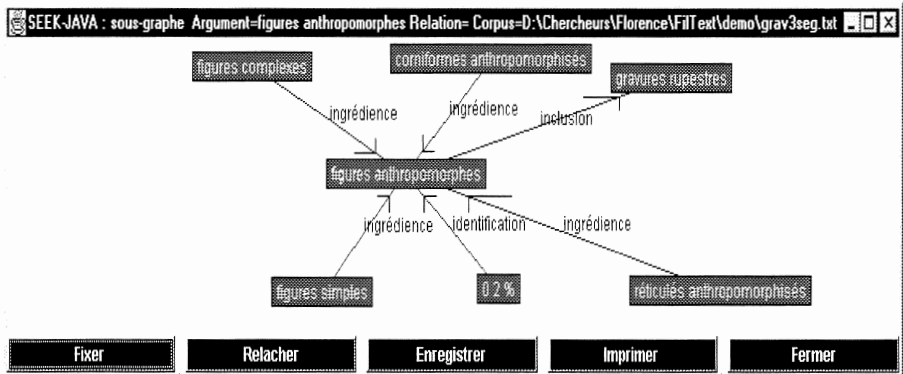 SEEK-JAVA : sous-graphe Argument=figures anthropomorphes Relation= Corpus=D:\Chercheurs\Florence\FilText\demo\grav3seg.txt
figures complexes
corniformes anthropomorphisés
gravures rupestres
ingrédience
ingrédience
inclusion
figures anthropomorphes
ingrédience
identification
ingrédience
figures simples
0 2 %
réticulés anthropomorphisés
Fixer
Relacher
Enregistrer
Imprimer
Fermer